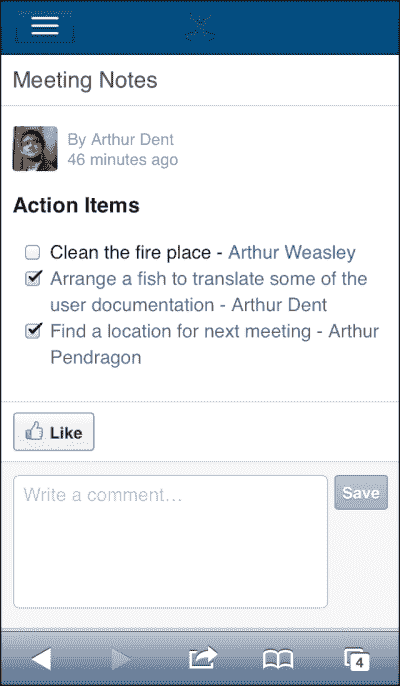 Meeting Notes
By Arthur Dent
46 minutes ago
Action Items
Clean the fire place - Arthur Weasley
Arrange a fish to translate some of the
user documentation - Arthur Dent
Find a location for next meeting - Arthur
Pendragon
Like
Write a comment…
Save
4